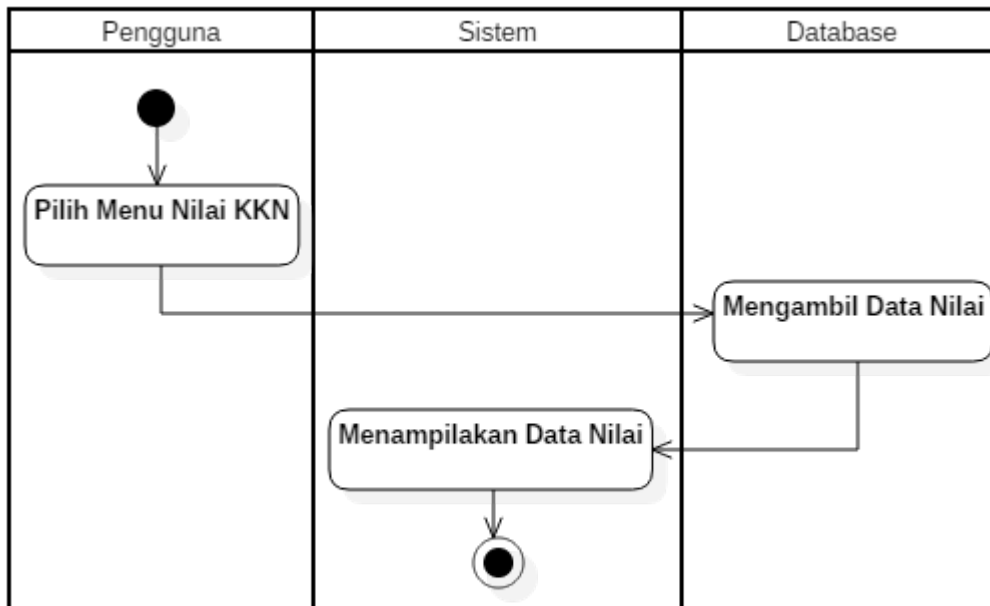 Pengguna
Sistem
Database
Pilih Menu Nilai KKN
Mengambil Data Nilai
Menampilakan Data Nilai